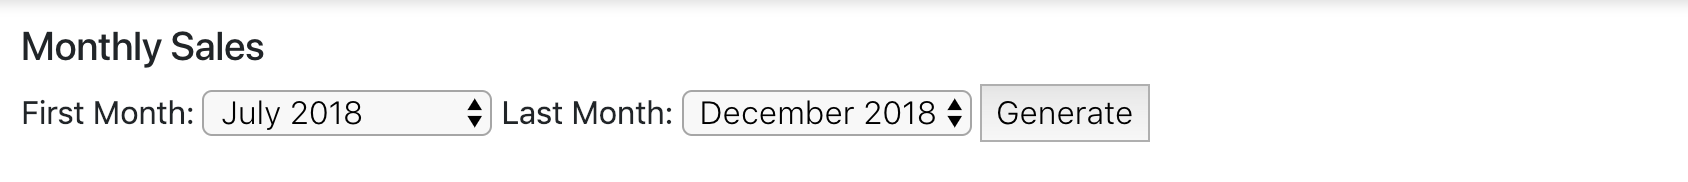 Monthly Sales
First Month: July 2018 Last Month: December 2018 Generate